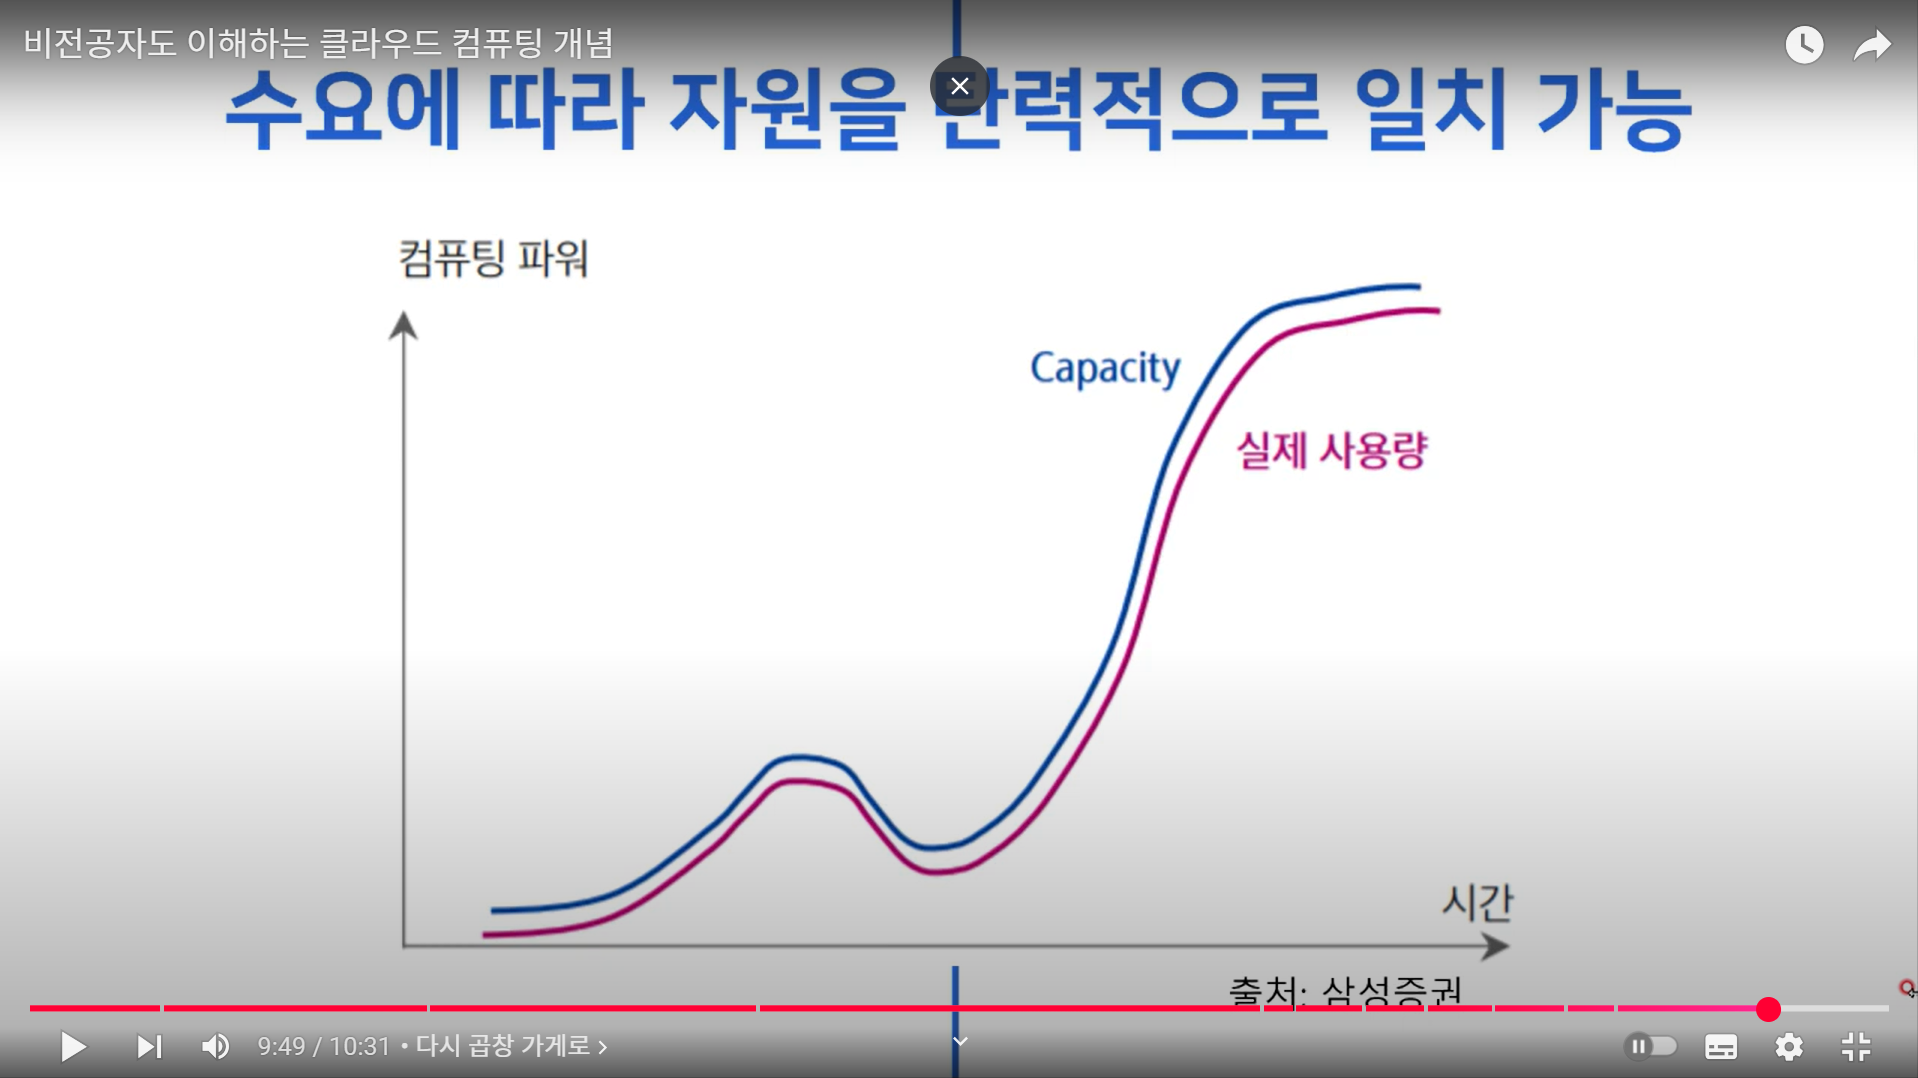 비전공자도 이해하는 클라우드 컴퓨팅 개념
수요에 따라 자원을 탄력적으로 일치 가능
컴퓨팅 파워
Capacity
실제 사용량
시간
출처: 삼성증권
9:49 / 10:31 • 다시 곱창 가게로 >